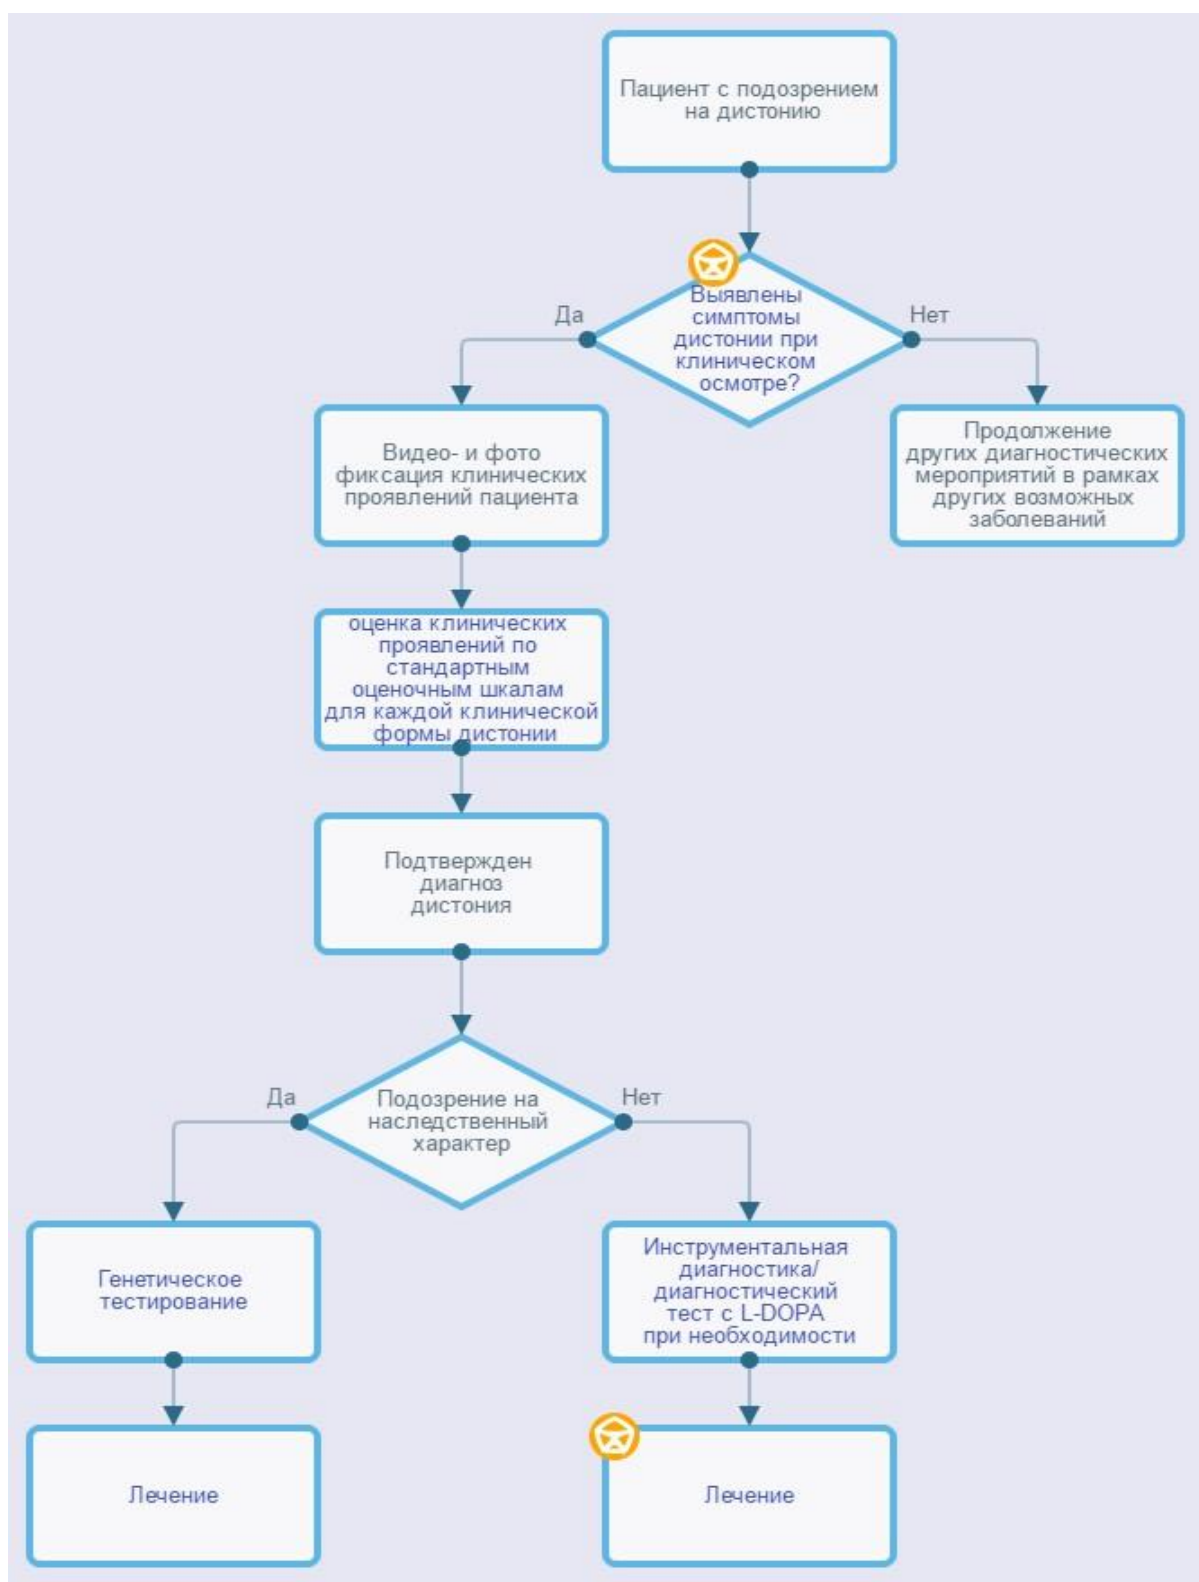 Пациент с подозрением
на дистонию
Выявлены
симптомы
дистонии при
клиническом
осмотре?
Да
Нет
Видео- и фото
фиксация клинических
проявлений пациента
Продолжение
других диагностических
мероприятий в рамках
других возможных
заболеваний
оценка клинических
проявлений по
стандартным
оценочным шкалам
для каждой клинической
формы дистонии
Подтвержден
диагноз
дистония
Подозрение на
наследственный
характер
Да
Нет
Генетическое
тестирование
Инструментальная
диагностика/
диагностический
тест с L-DOPA
при необходимости
Лечение
Лечение